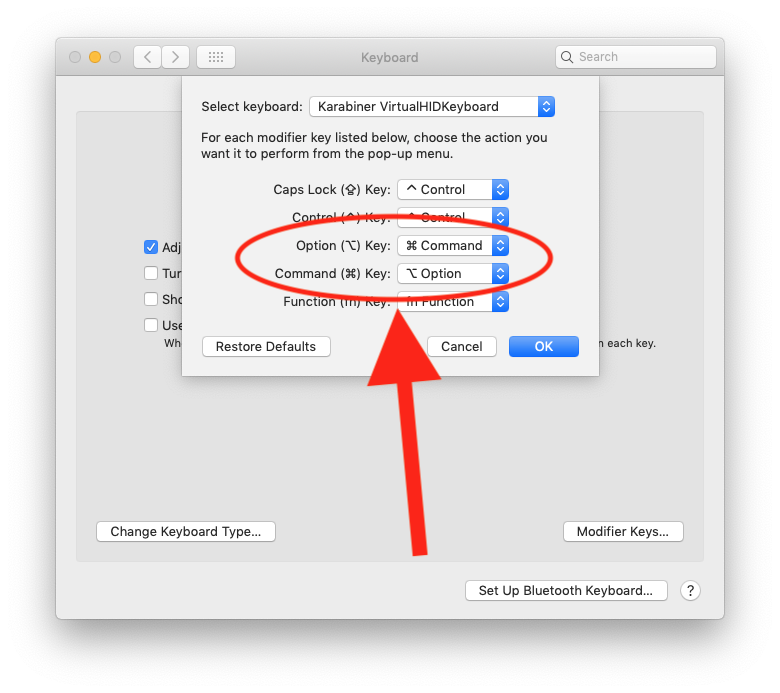 Keyboard
Search
Select keyboard: Karabiner VirtualHIDKeyboard
For each modifier key listed below, choose the action you
want it to perform from the pop-up menu.
Caps Lock (⇪) Key: ⌃ Control
Control (⌃) Key: ⌃ Control
Option (⌥) Key: ⌘ Command
Command (⌘) Key: ⌥ Option
Function (fn) Key: fn Function
Restore Defaults Cancel OK
Adj
Tur
Sho
Use
Wh n each key.
Change Keyboard Type... Modifier Keys...
Set Up Bluetooth Keyboard... ?